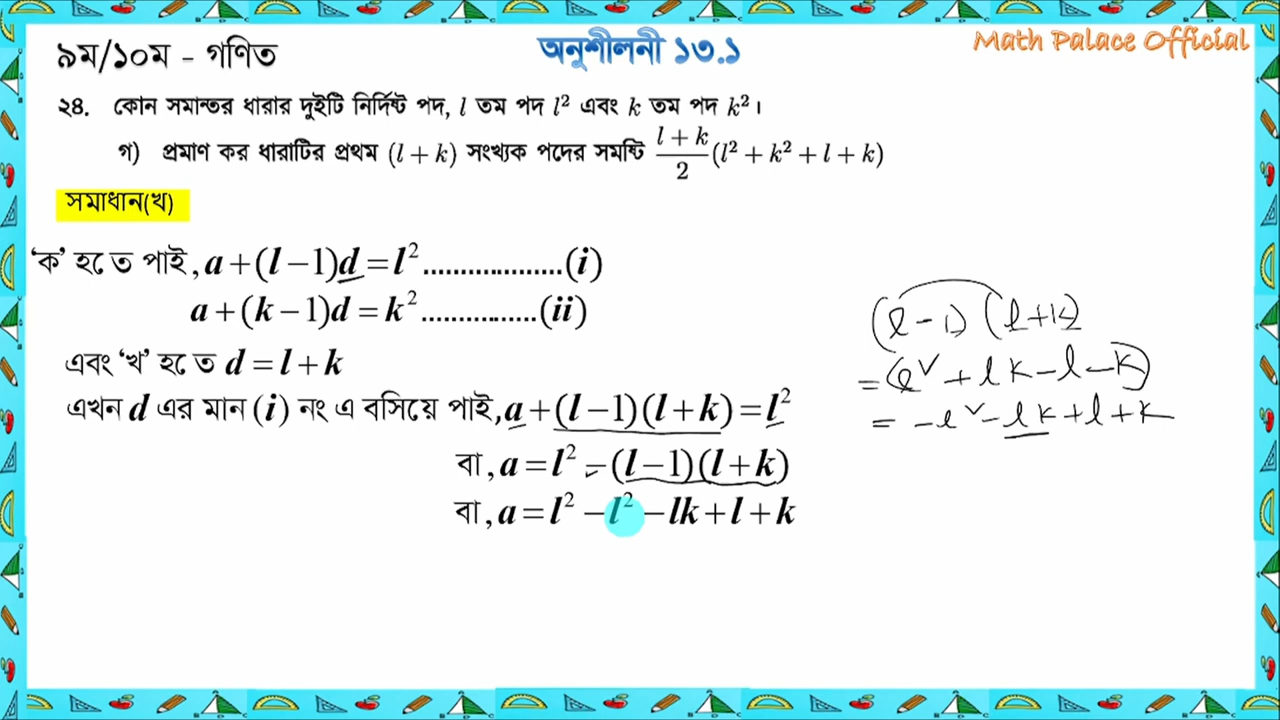 ৯ম/১০ম - গণিত
অনুশীলনী ১৩.১
Math Palace Official
২৪. কোন সমান্তর ধারার দুইটি নির্দিষ্ট পদ, l তম পদ l² এবং k তম পদ k²।
গ) প্রমাণ কর ধারাটির প্রথম (l + k) সংখ্যক পদের সমষ্টি (l + k)/2 (l² + k² + l + k)
সমাধান(খ)
‘ক’ হতে পাই, a + (l – 1)d = l² ...................(i)
a + (k – 1)d = k² ................(ii)
এবং ‘খ’ হতে d = l + k
এখন d এর মান (i) নং এ বসিয়ে পাই, a + (l – 1)(l + k) = l²
বা, a = l² – (l – 1)(l + k)
বা, a = l² – l² – lk + l + k
(l-1)(l+k)
= (l² + lk - l - k)
= -l² - lk + l + k